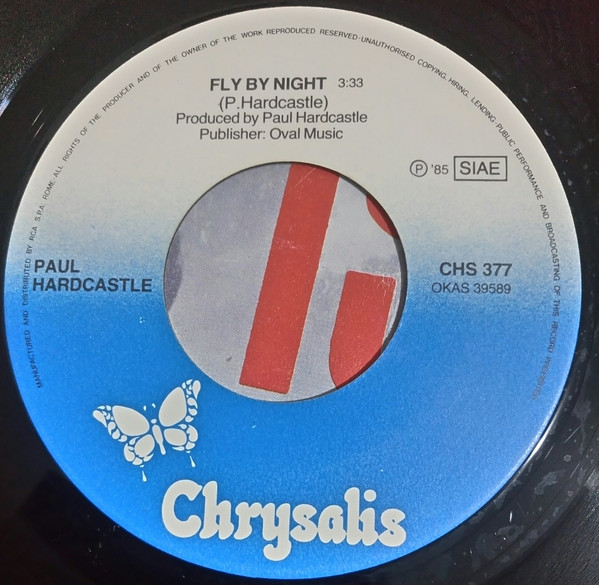 MANUFACTURED AND DISTRIBUTED BY RCA S.P.A. ROME·ALL RIGHTS OF THE PRODUCER AND OF THE OWNER OF THE WORK REPRODUCED RESERVED·UNAUTHORISED COPYING, HIRING, LENDING·PUBLIC PERFORMANCE AND BROADCASTING OF THIS RECORD PROHIBITED
FLY BY NIGHT 3:33
(P.Hardcastle)
Produced by Paul Hardcastle
Publisher: Oval Music
Ⓟ '85 SIAE
PAUL
HARDCASTLE
CHS 377
OKAS 39589
Chrysalis